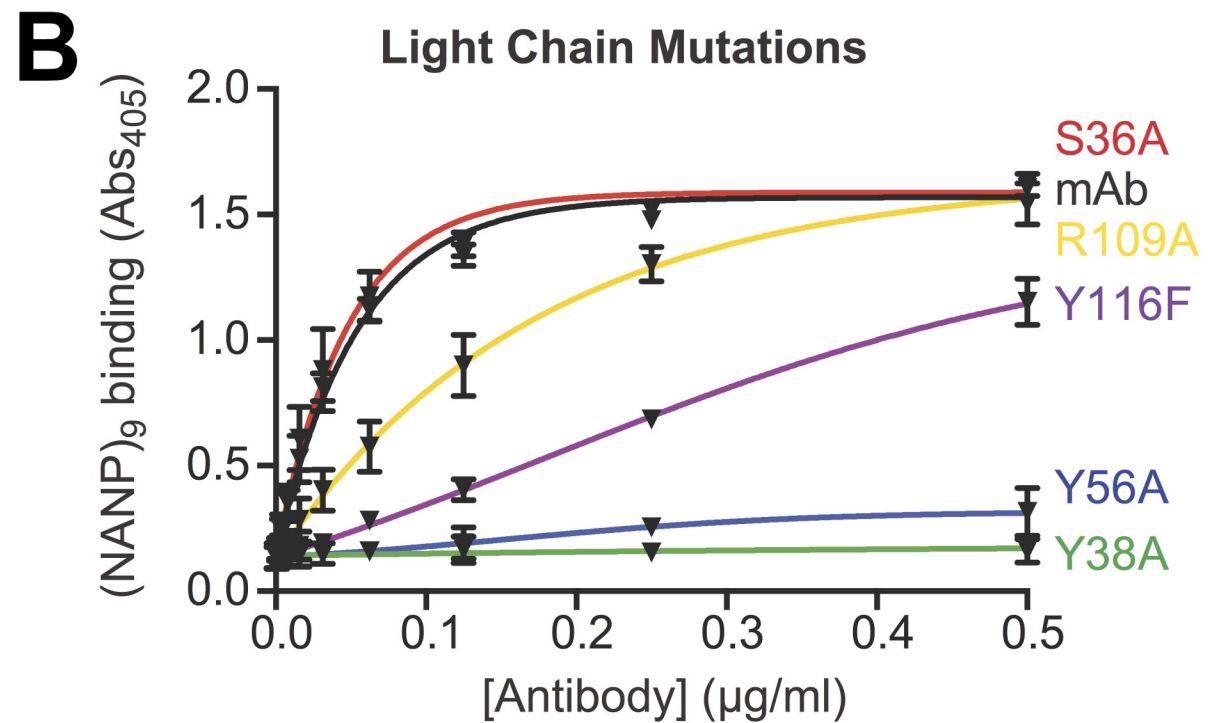 B
Light Chain Mutations
(NANP)9 binding (Abs405)
2.0
1.5
1.0
0.5
0.0
0.0 0.1 0.2 0.3 0.4 0.5
[Antibody] (µg/ml)
S36A
mAb
R109A
Y116F
Y56A
Y38A